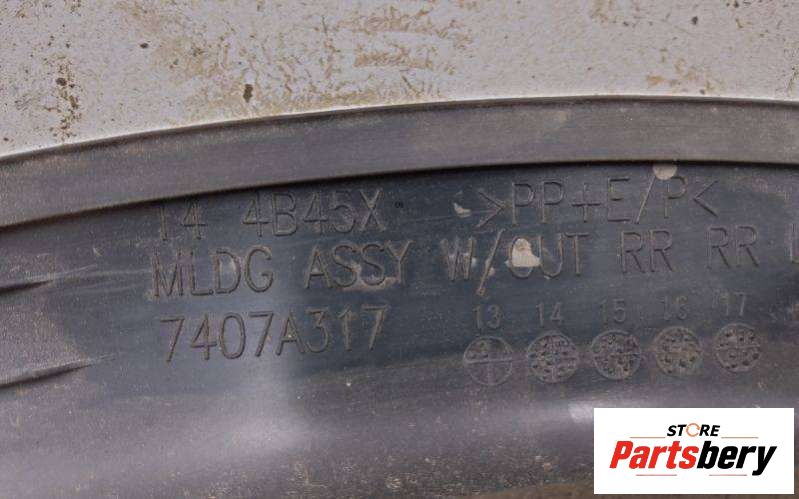 14 4B45X >PP+E/P<
MLDG ASSY W/OUT RR RR
7407A317
13 14 15 16 17
STORE
Partsbery